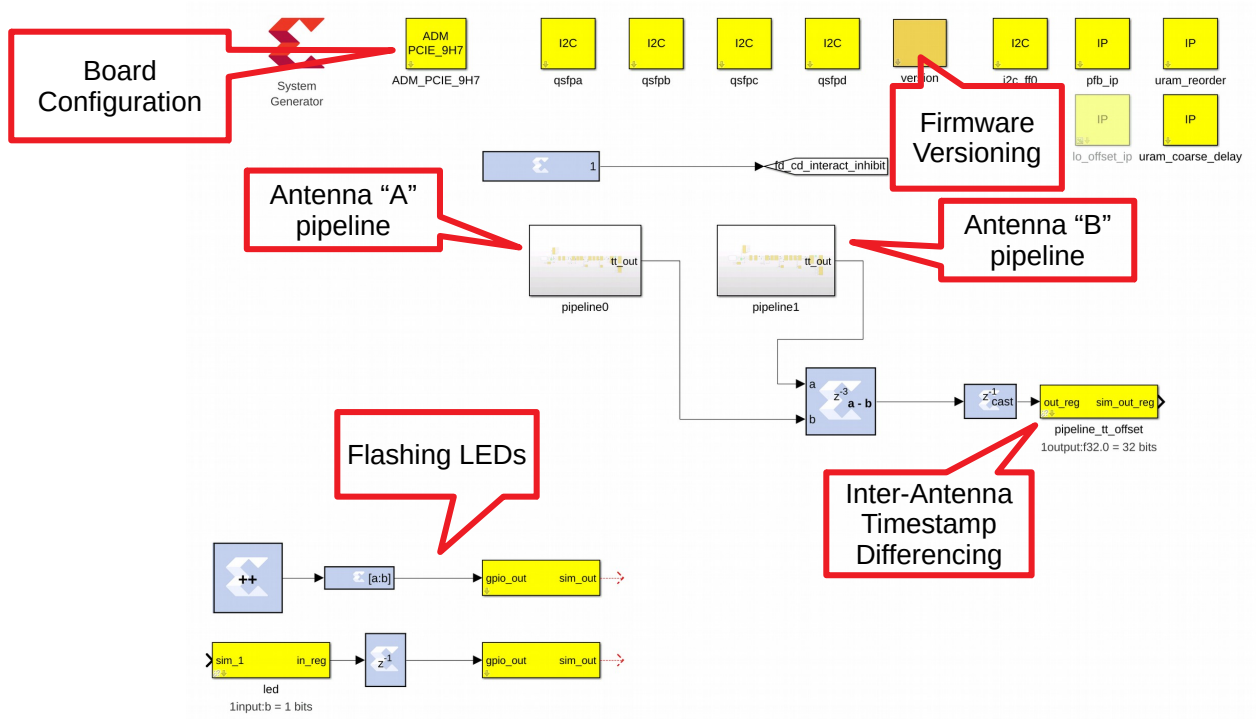 Board
Configuration
System
Generator
ADM
PCIE_9H7
ADM_PCIE_9H7
I2C
qsfpa
I2C
qsfpb
I2C
qsfpc
I2C
qsfpd
version
I2C
i2c_ff0
IP
pfb_ip
IP
uram_reorder
Firmware
Versioning
IP
lo_offset_ip
IP
uram_coarse_delay
1
fd_cd_interact_inhibit
Antenna “A”
pipeline
tt_out
pipeline0
tt_out
pipeline1
Antenna “B”
pipeline
a
b
z-3
a - b
z-1
cast
out_reg sim_out_reg
pipeline_tt_offset
1output:f32.0 = 32 bits
Inter-Antenna
Timestamp
Differencing
Flashing LEDs
++
[a:b]
gpio_out sim_out
sim_1 in_reg
led
1input:b = 1 bits
z-1
gpio_out sim_out